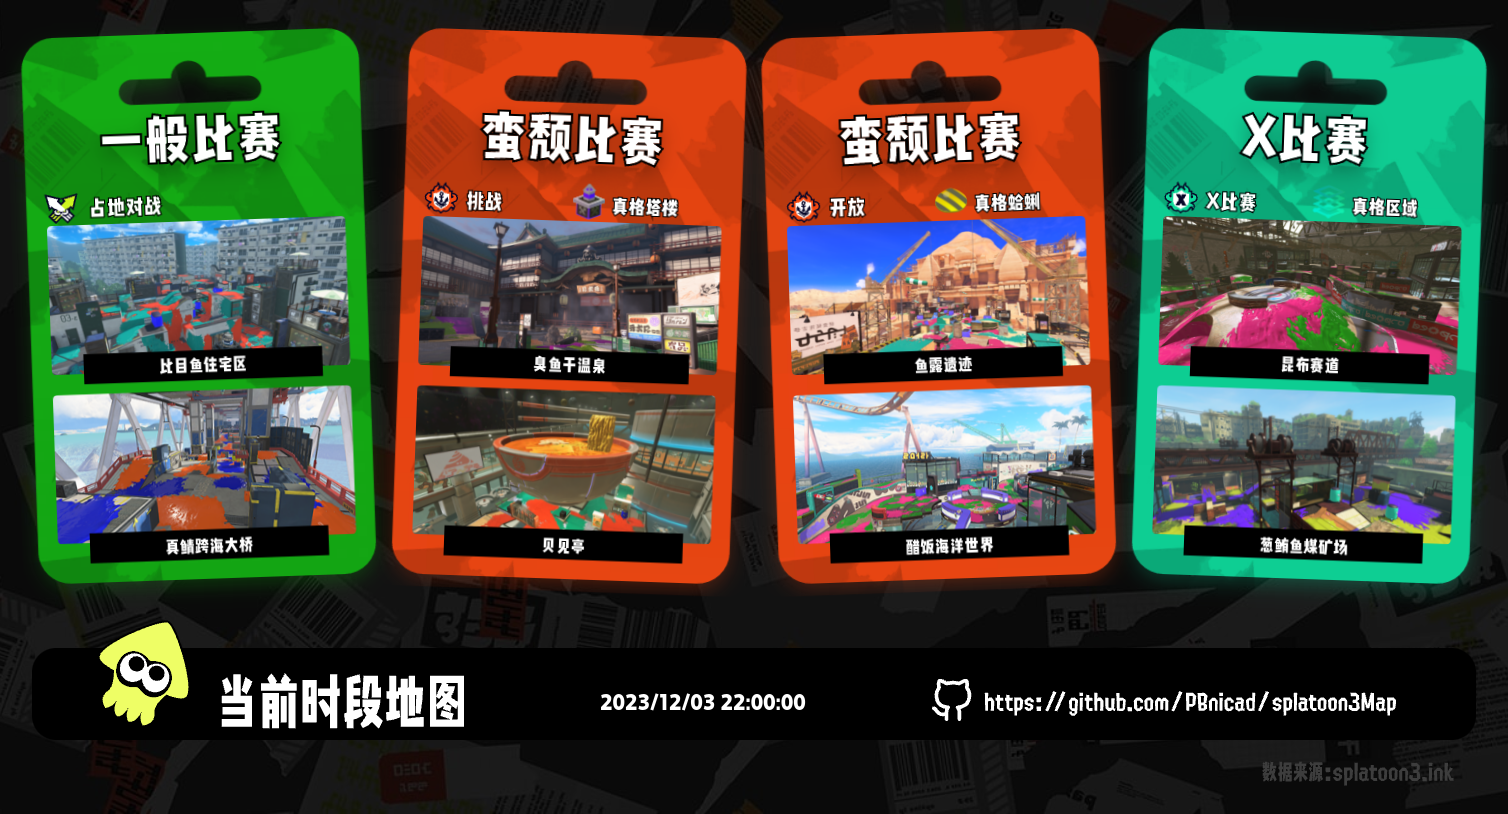 一般比赛
占地对战
比目鱼住宅区
真鲭跨海大桥
蛮颓比赛
挑战
真格塔楼
臭鱼干温泉
贝见亭
蛮颓比赛
开放
真格蛤蜊
鱼露遗迹
醋饭海洋世界
X比赛
X比赛
真格区域
昆布赛道
葱鲔鱼煤矿场
当前时段地图
2023/12/03 22:00:00
https://github.com/PBnicad/splatoon3Map
数据来源:splatoon3.ink